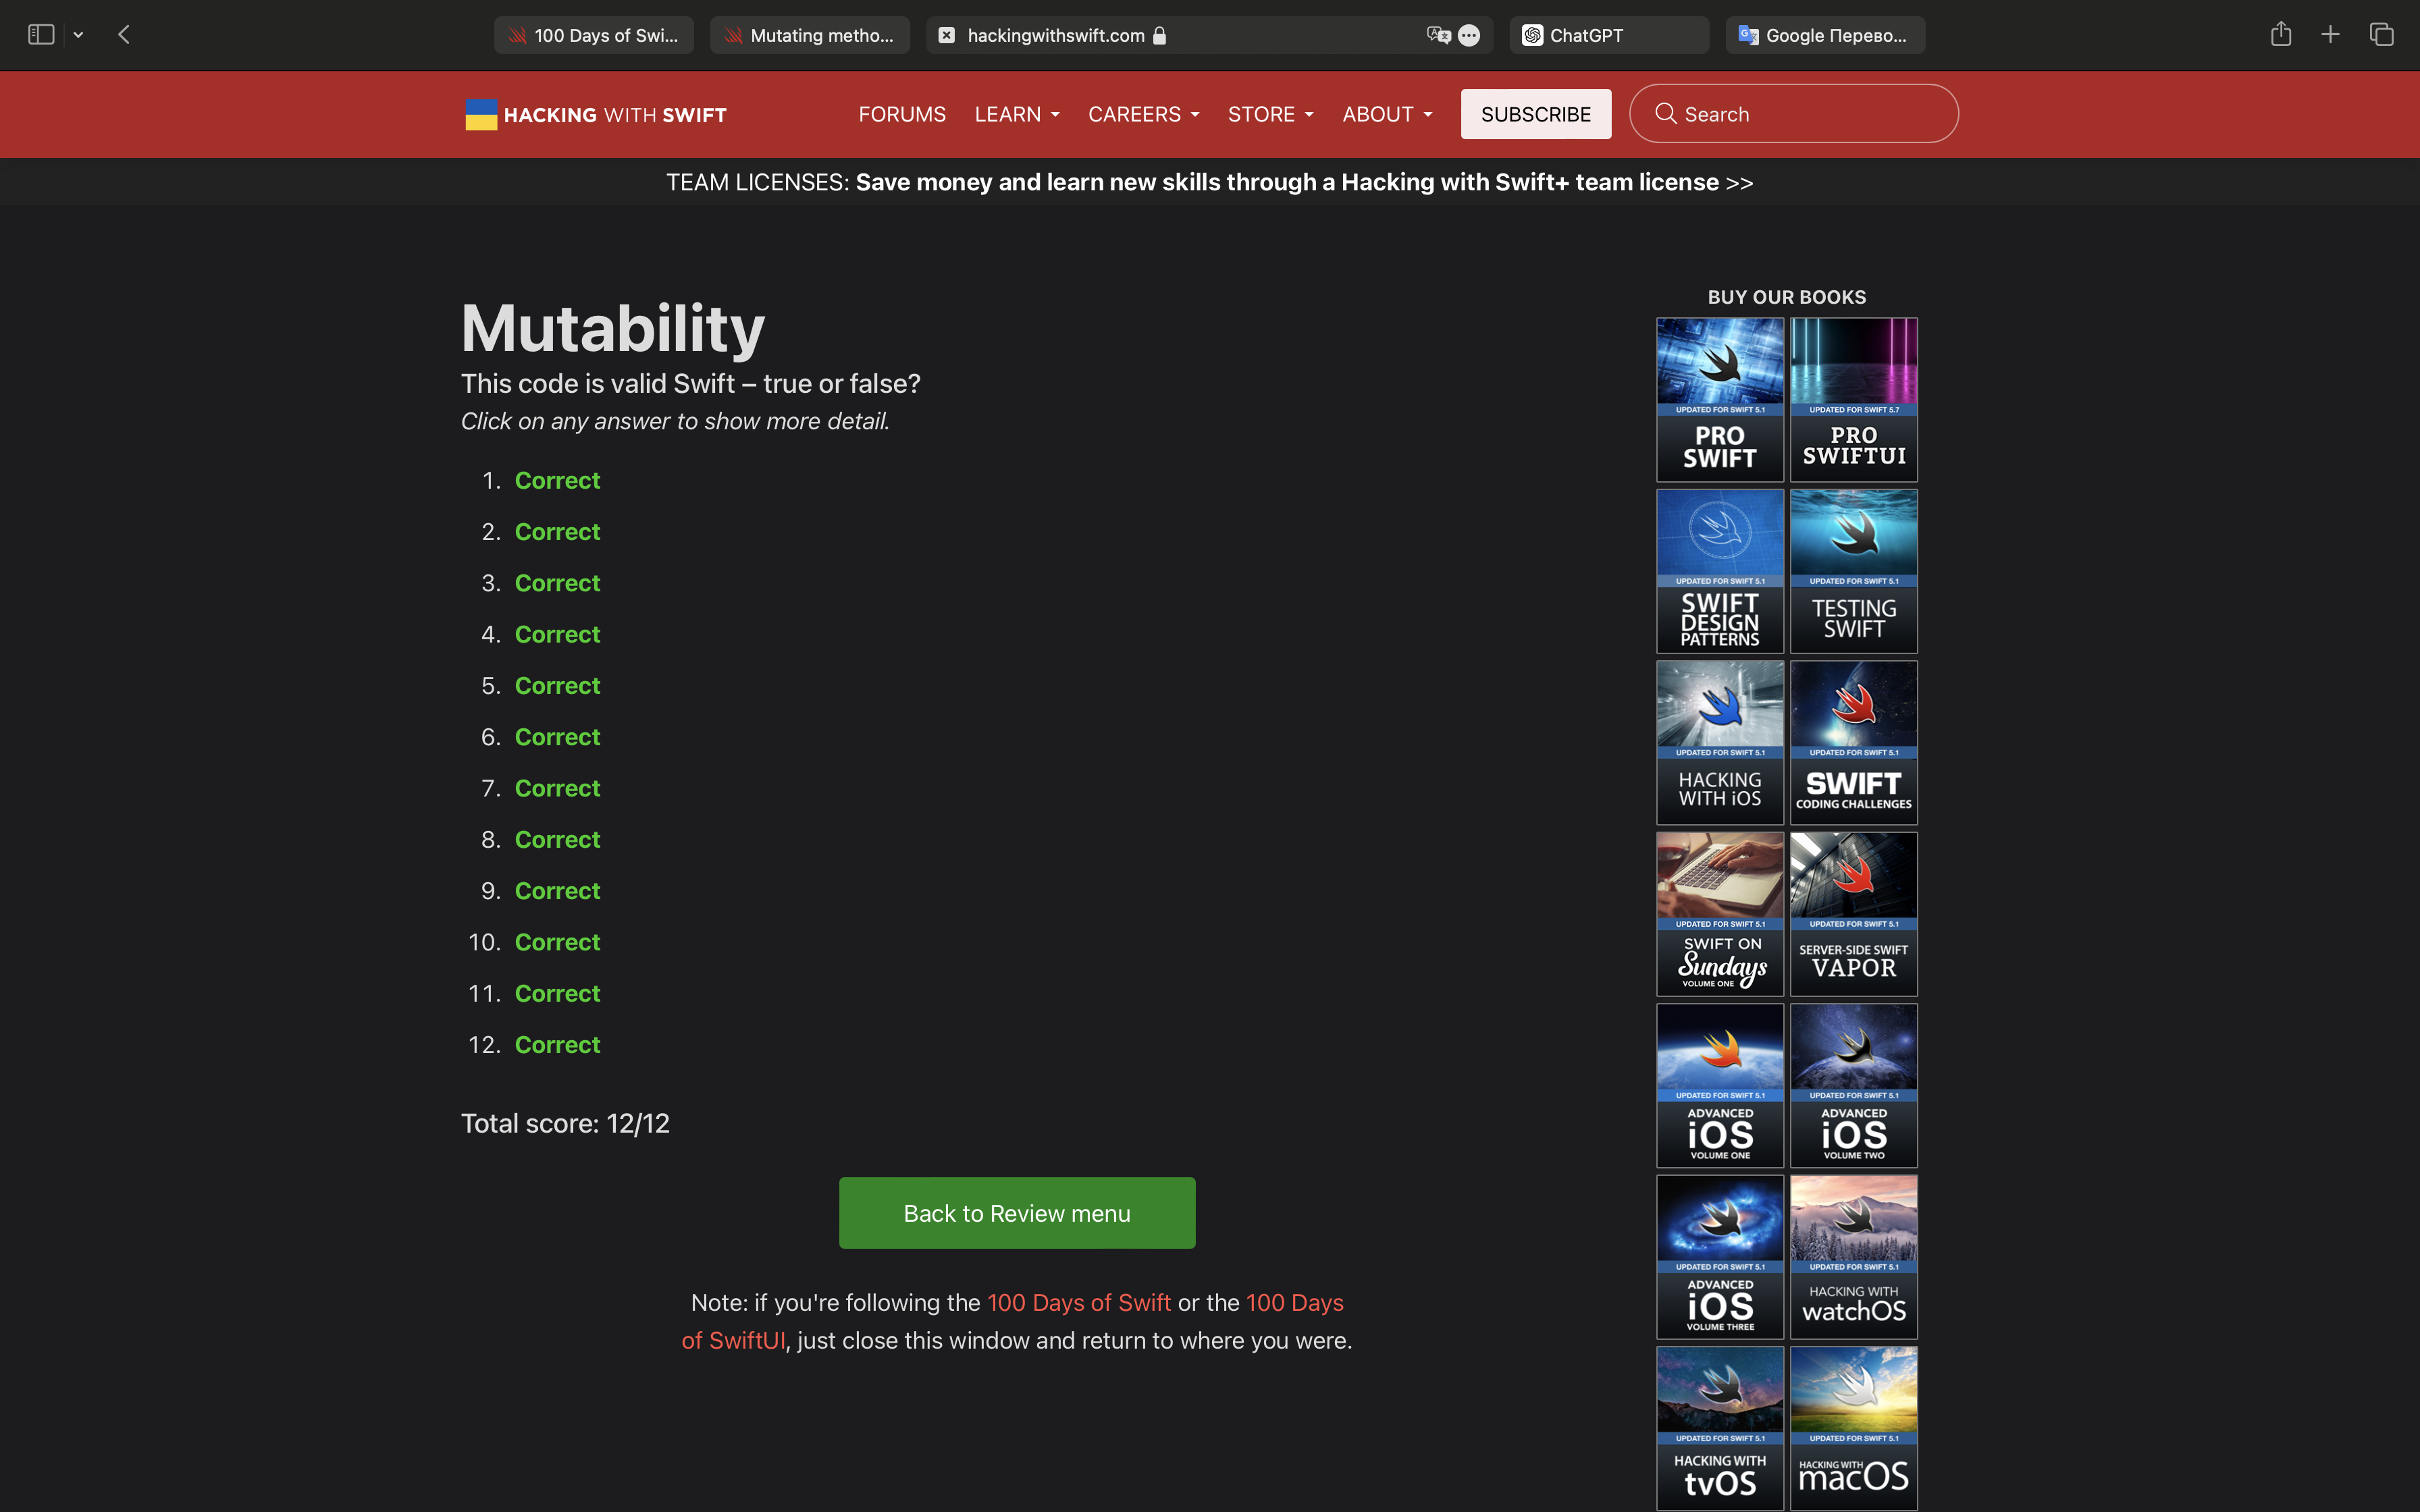 100 Days of Swi...
Mutating metho...
hackingwithswift.com
ChatGPT
Google Перево...
HACKING WITH SWIFT
FORUMS
LEARN
CAREERS
STORE
ABOUT
SUBSCRIBE
Search
TEAM LICENSES: Save money and learn new skills through a Hacking with Swift+ team license >>
Mutability
This code is valid Swift – true or false?
Click on any answer to show more detail.
1. Correct
2. Correct
3. Correct
4. Correct
5. Correct
6. Correct
7. Correct
8. Correct
9. Correct
10. Correct
11. Correct
12. Correct
Total score: 12/12
Back to Review menu
Note: if you're following the 100 Days of Swift or the 100 Days
of SwiftUI, just close this window and return to where you were.
BUY OUR BOOKS
UPDATED FOR SWIFT 5.1
PRO
SWIFT
UPDATED FOR SWIFT 5.7
PRO
SWIFTUI
UPDATED FOR SWIFT 5.1
SWIFT
DESIGN
PATTERNS
UPDATED FOR SWIFT 5.1
TESTING
SWIFT
UPDATED FOR SWIFT 5.1
HACKING
WITH iOS
UPDATED FOR SWIFT 5.1
SWIFT
CODING CHALLENGES
UPDATED FOR SWIFT 5.1
SWIFT ON
Sundays
VOLUME ONE
UPDATED FOR SWIFT 5.1
SERVER-SIDE SWIFT
VAPOR
UPDATED FOR SWIFT 5.1
ADVANCED
iOS
VOLUME ONE
UPDATED FOR SWIFT 5.1
ADVANCED
iOS
VOLUME TWO
UPDATED FOR SWIFT 5.1
ADVANCED
iOS
VOLUME THREE
UPDATED FOR SWIFT 5.1
HACKING WITH
watchOS
UPDATED FOR SWIFT 5.1
HACKING WITH
tvOS
UPDATED FOR SWIFT 5.1
HACKING WITH
macOS